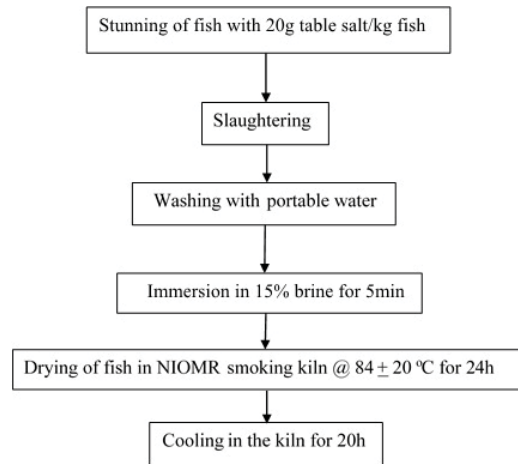 Stunning of fish with 20g table salt/kg fish
Slaughtering
Washing with portable water
Immersion in 15% brine for 5min
Drying of fish in NIOMR smoking kiln @ 84 ± 20 ºC for 24h
Cooling in the kiln for 20h